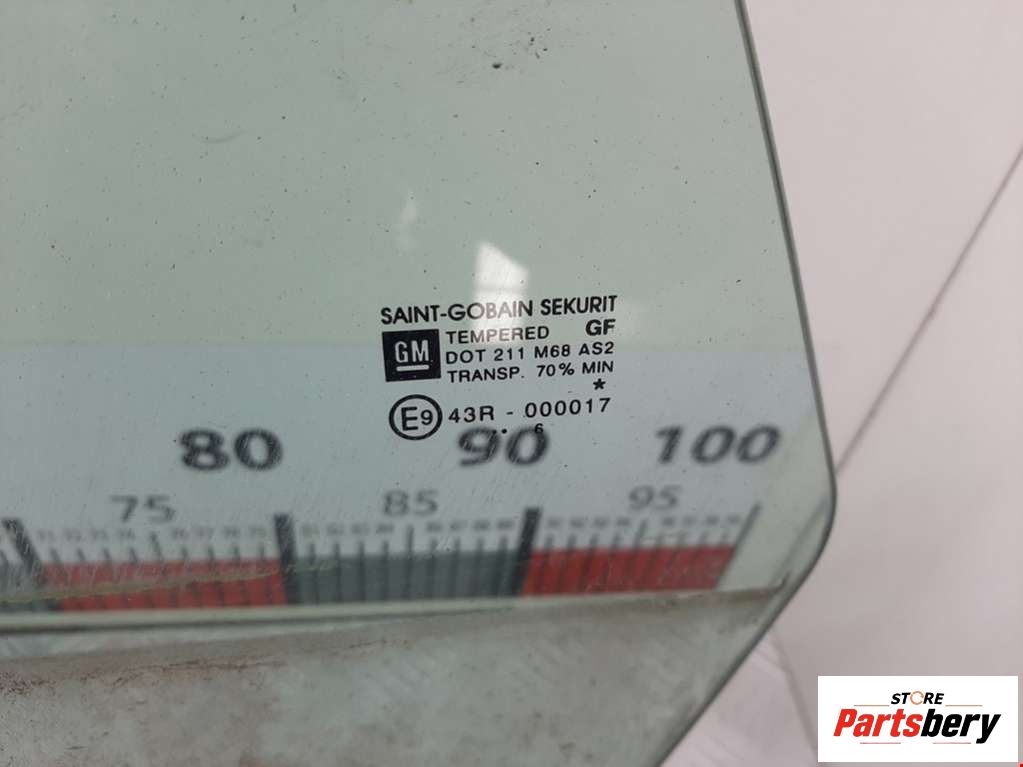 SAINT-GOBAIN SEKURIT
GM
TEMPERED GF
DOT 211 M68 AS2
TRANSP. 70% MIN
*
E9 43R - 000017
.. 6
80 90 100
75 85 95
STORE
Partsbery